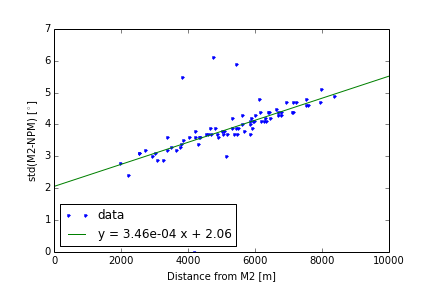 7
6
5
4
3
2
1
0
std(M2-NPM) [°]
data
y = 3.46e-04 x + 2.06
0 2000 4000 6000 8000 10000
Distance from M2 [m]